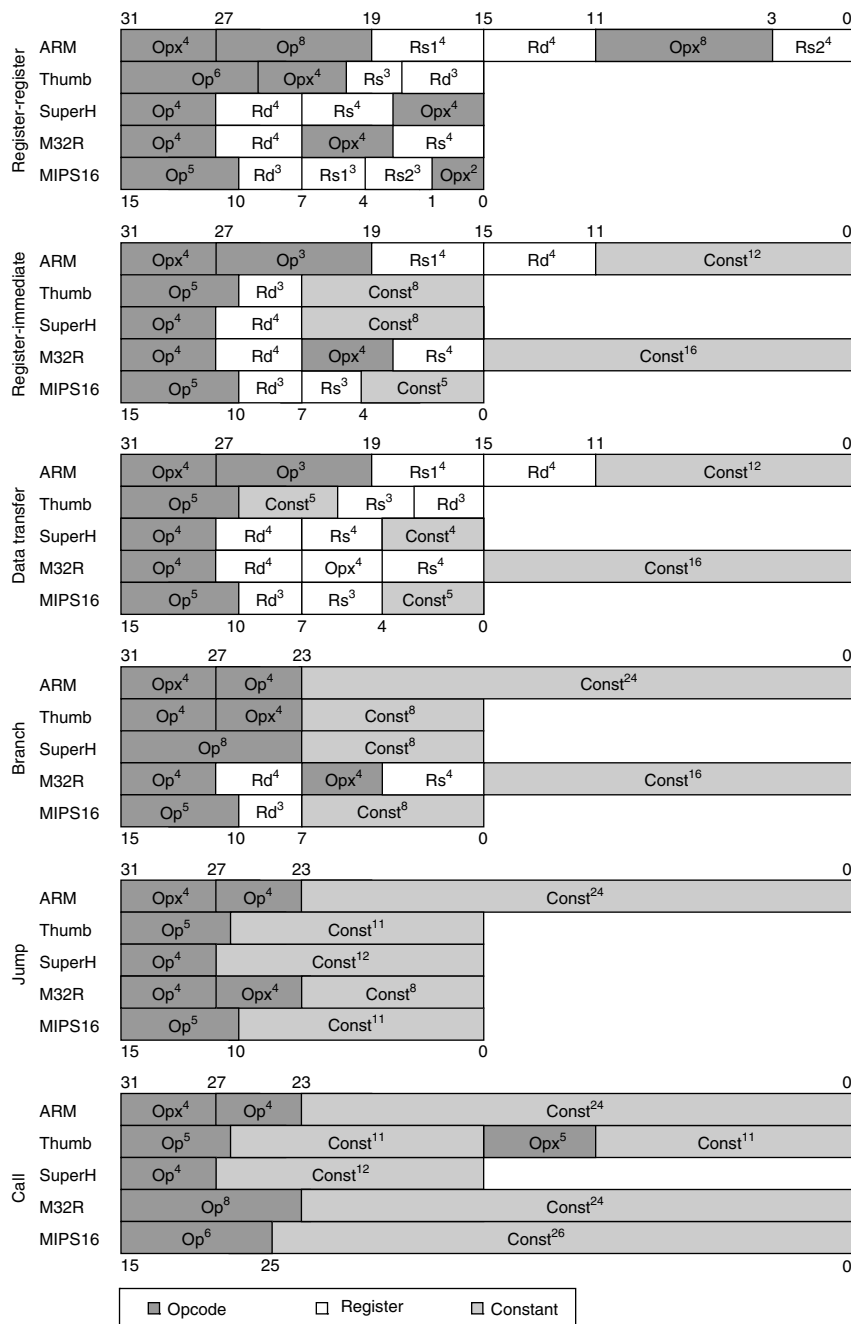 Register-register
31 27 19 15 11 3 0
ARM Opx⁴ Op⁸ Rs1⁴ Rd⁴ Opx⁸ Rs2⁴
Thumb Op⁶ Opx⁴ Rs³ Rd³
SuperH Op⁴ Rd⁴ Rs⁴ Opx⁴
M32R Op⁴ Rd⁴ Opx⁴ Rs⁴
MIPS16 Op⁵ Rd³ Rs1³ Rs2³ Opx²
15 10 7 4 1 0
Register-immediate
31 27 19 15 11 0
ARM Opx⁴ Op³ Rs1⁴ Rd⁴ Const¹²
Thumb Op⁵ Rd³ Const⁸
SuperH Op⁴ Rd⁴ Const⁸
M32R Op⁴ Rd⁴ Opx⁴ Rs⁴ Const¹⁶
MIPS16 Op⁵ Rd³ Rs³ Const⁵
15 10 7 4 0
Data transfer
31 27 19 15 11 0
ARM Opx⁴ Op³ Rs1⁴ Rd⁴ Const¹²
Thumb Op⁵ Const⁵ Rs³ Rd³
SuperH Op⁴ Rd⁴ Rs⁴ Const⁴
M32R Op⁴ Rd⁴ Opx⁴ Rs⁴ Const¹⁶
MIPS16 Op⁵ Rd³ Rs³ Const⁵
15 10 7 4 0
Branch
31 27 23 0
ARM Opx⁴ Op⁴ Const²⁴
Thumb Op⁴ Opx⁴ Const⁸
SuperH Op⁸ Const⁸
M32R Op⁴ Rd⁴ Opx⁴ Rs⁴ Const¹⁶
MIPS16 Op⁵ Rd³ Const⁸
15 10 7 0
Jump
31 27 23 0
ARM Opx⁴ Op⁴ Const²⁴
Thumb Op⁵ Const¹¹
SuperH Op⁴ Const¹²
M32R Op⁴ Opx⁴ Const⁸
MIPS16 Op⁵ Const¹¹
15 10 0
Call
31 27 23 15 11 0
ARM Opx⁴ Op⁴ Const²⁴
Thumb Op⁵ Const¹¹ Opx⁵ Const¹¹
SuperH Op⁴ Const¹²
M32R Op⁸ Const²⁴
MIPS16 Op⁶ Const²⁶
15 25 0
Opcode Register Constant